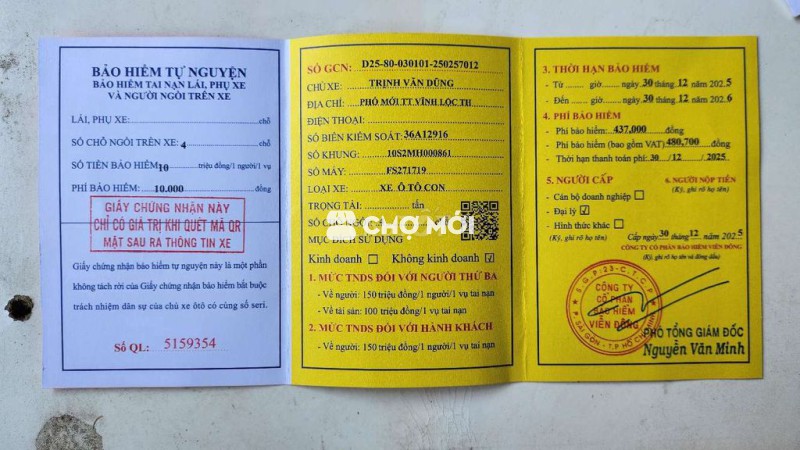 BẢO HIỂM TỰ NGUYỆN
BẢO HIỂM TAI NẠN LÁI, PHỤ XE
VÀ NGƯỜI NGỒI TRÊN XE
LÁI, PHỤ XE: chỗ
SỐ CHỖ NGỒI TRÊN XE: 4 chỗ
SỐ TIỀN BẢO HIỂM: 10 triệu đồng/1 người/1 vụ
PHÍ BẢO HIỂM: 10.000 đồng
GIẤY CHỨNG NHẬN NÀY
CHỈ CÓ GIÁ TRỊ KHI QUÉT MÃ QR
MẶT SAU RA THÔNG TIN XE
Giấy chứng nhận bảo hiểm tự nguyện này là một phần
không tách rời của Giấy chứng nhận bảo hiểm bắt buộc
trách nhiệm dân sự của chủ xe ôtô có cùng số seri.
Số QL: 5159354
SỐ GCN: D25-80-030101-250257012
CHỦ XE: TRỊNH VĂN DŨNG
ĐỊA CHỈ: PHỐ MỚI TT VĨNH LỘC TH
ĐIỆN THOẠI:
SỐ BIỂN KIỂM SOÁT: 36A12916
SỐ KHUNG: 10S2MH000861
SỐ MÁY: FS271719
LOẠI XE: XE Ô TÔ CON
TRỌNG TẢI: tấn
SỐ CHỖ NGỒI:
CHỢ MỚI
MỤC ĐÍCH SỬ DỤNG
Kinh doanh ☐ Không kinh doanh ☑
1. MỨC TNDS ĐỐI VỚI NGƯỜI THỨ BA
- Về người: 150 triệu đồng/1 người/1 vụ tai nạn
- Về tài sản: 100 triệu đồng/1 vụ tai nạn
2. MỨC TNDS ĐỐI VỚI HÀNH KHÁCH
- Về người: 150 triệu đồng/1 người/1 vụ tai nạn
3. THỜI HẠN BẢO HIỂM
- Từ giờ ngày 30 tháng 12 năm 2025
- Đến giờ ngày 30 tháng 12 năm 2026
4. PHÍ BẢO HIỂM
- Phí bảo hiểm: 437,000 đồng
- Phí bảo hiểm (bao gồm VAT) 480,700 đồng
- Thời hạn thanh toán phí: 30 / 12 / 2025
5. NGƯỜI CẤP 6. NGƯỜI NỘP TIỀN
- Cán bộ doanh nghiệp ☐ (Ký, ghi rõ họ tên)
- Đại lý ☑
- Hình thức khác ☐
Cấp ngày 30 tháng 12 năm 2025
CÔNG TY CỔ PHẦN BẢO HIỂM VIỄN ĐÔNG
(Ký, ghi rõ họ tên và đóng dấu)
CÔNG TY
CỔ PHẦN
BẢO HIỂM
VIỄN ĐÔNG
P. SÀI GÒN - T.P HỒ CHÍ MINH
PHÓ TỔNG GIÁM ĐỐC
Nguyễn Văn Minh